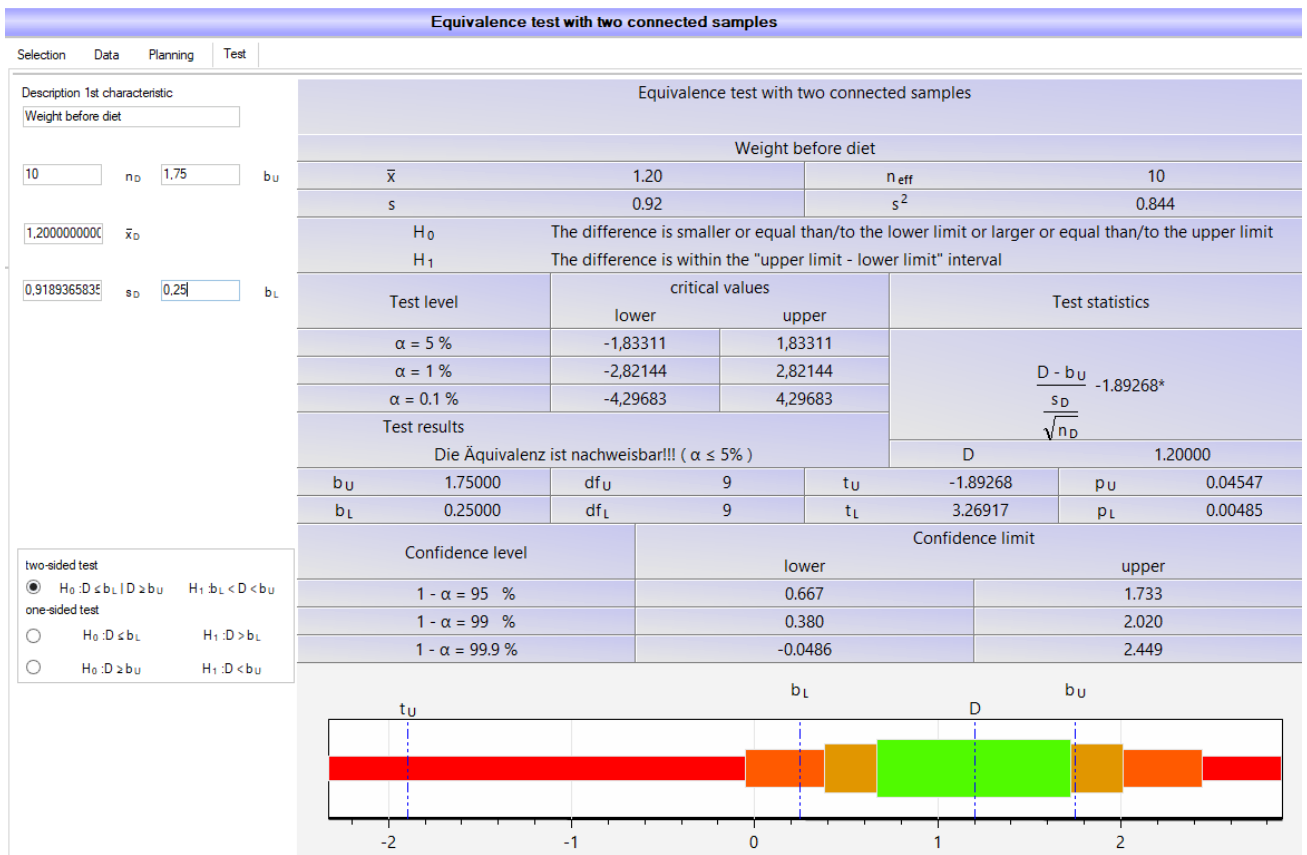 Equivalence test with two connected samples
Selection Data Planning Test
Description 1st characteristic
Weight before diet
10 nD 1,75 bU
1,2000000000 x̄D
0,9189365835 sD 0,25 bL
two-sided test
H0 :D ≤ bL | D ≥ bU H1 :bL < D < bU
one-sided test
H0 :D ≤ bL H1 :D > bL
H0 :D ≥ bU H1 :D < bU
Equivalence test with two connected samples
Weight before diet
x̄ 1.20 neff 10
s 0.92 s² 0.844
H0 The difference is smaller or equal than/to the lower limit or larger or equal than/to the upper limit
H1 The difference is within the "upper limit - lower limit" interval
Test level critical values Test statistics
lower upper
α = 5 % -1,83311 1,83311
α = 1 % -2,82144 2,82144
α = 0.1 % -4,29683 4,29683
D - bU
sD
√nD
-1.89268*
Test results
Die Äquivalenz ist nachweisbar!!! ( α ≤ 5% ) D 1.20000
bU 1.75000 dfU 9 tU -1.89268 pU 0.04547
bL 0.25000 dfL 9 tL 3.26917 pL 0.00485
Confidence level Confidence limit
lower upper
1 - α = 95 % 0.667 1.733
1 - α = 99 % 0.380 2.020
1 - α = 99.9 % -0.0486 2.449
bL bU
tU D
-2 -1 0 1 2